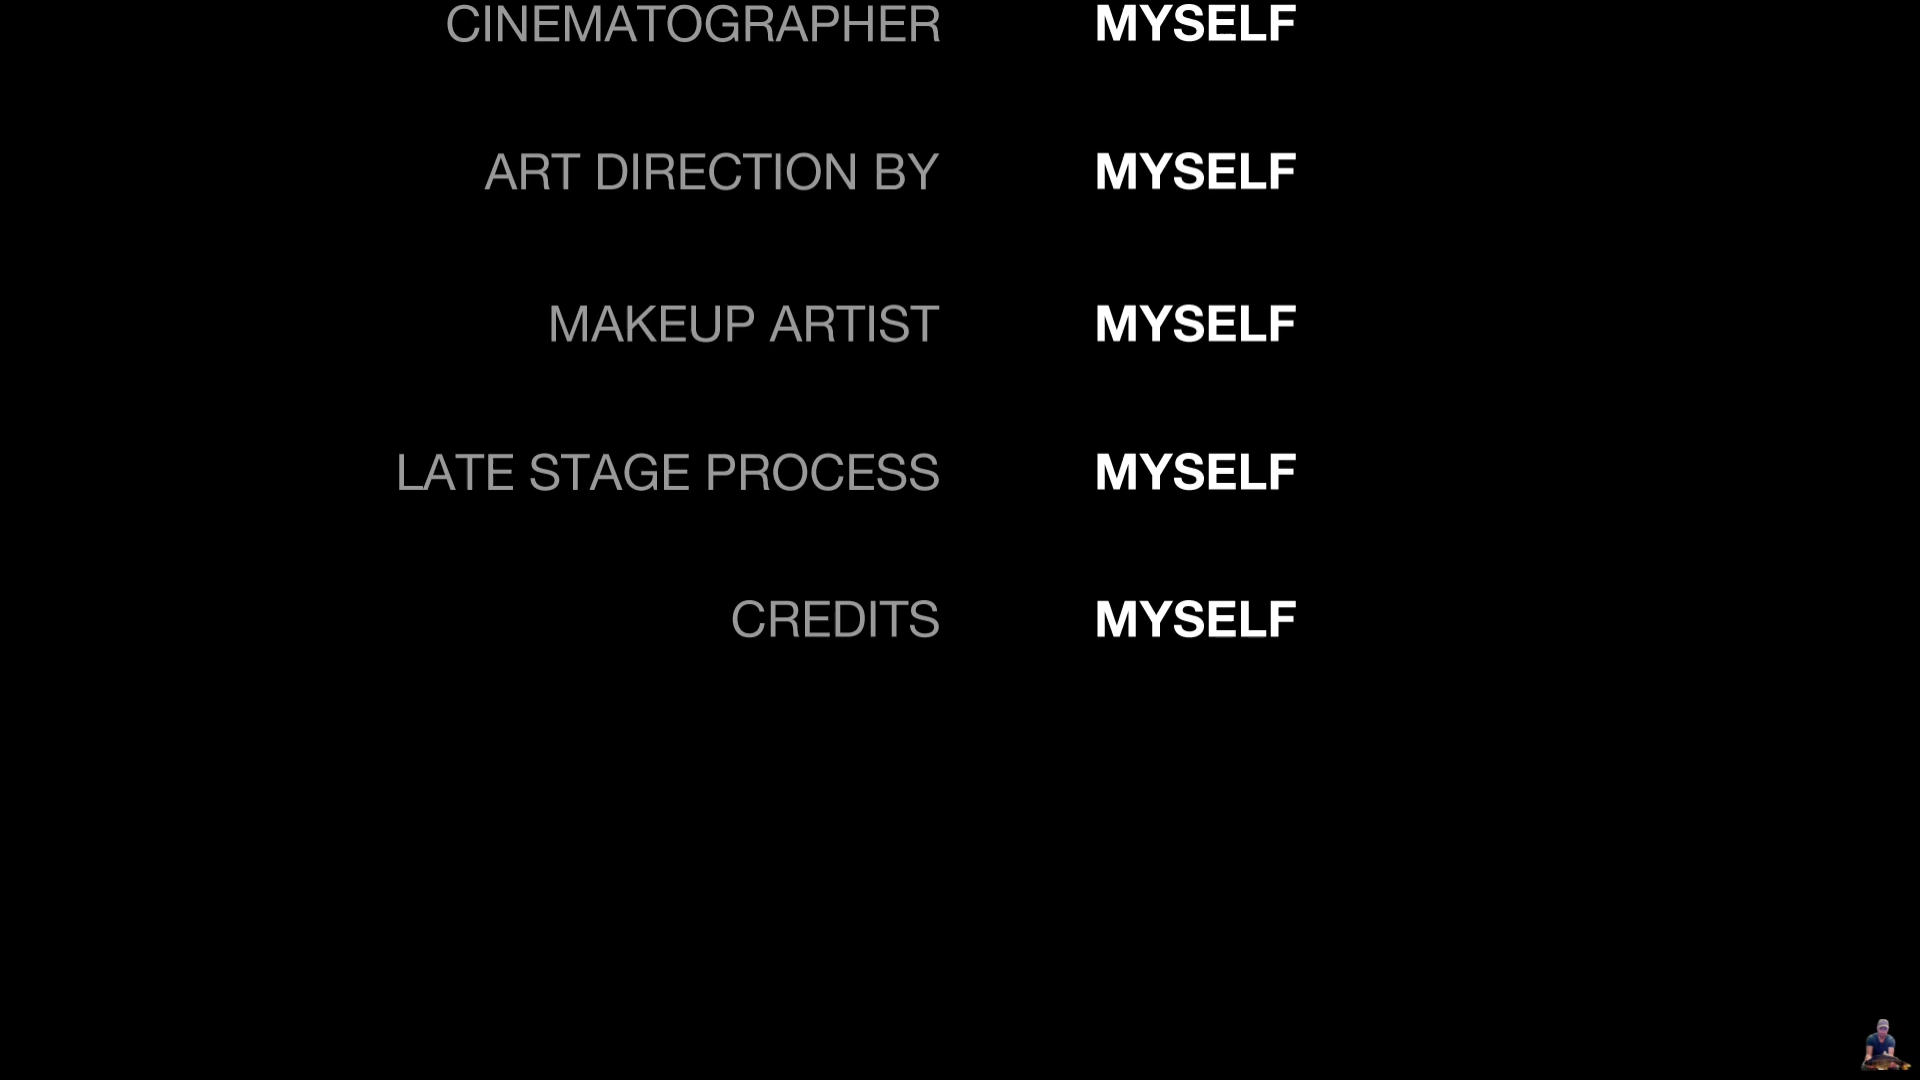 CINEMATOGRAPHER MYSELF
ART DIRECTION BY MYSELF
MAKEUP ARTIST MYSELF
LATE STAGE PROCESS MYSELF
CREDITS MYSELF